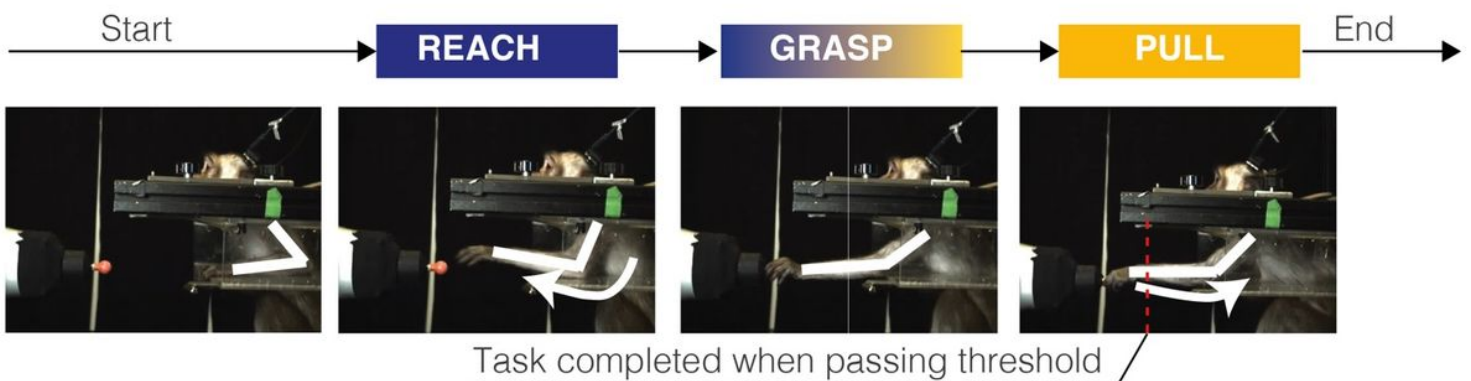 Start
REACH
GRASP
PULL
End
Task completed when passing threshold